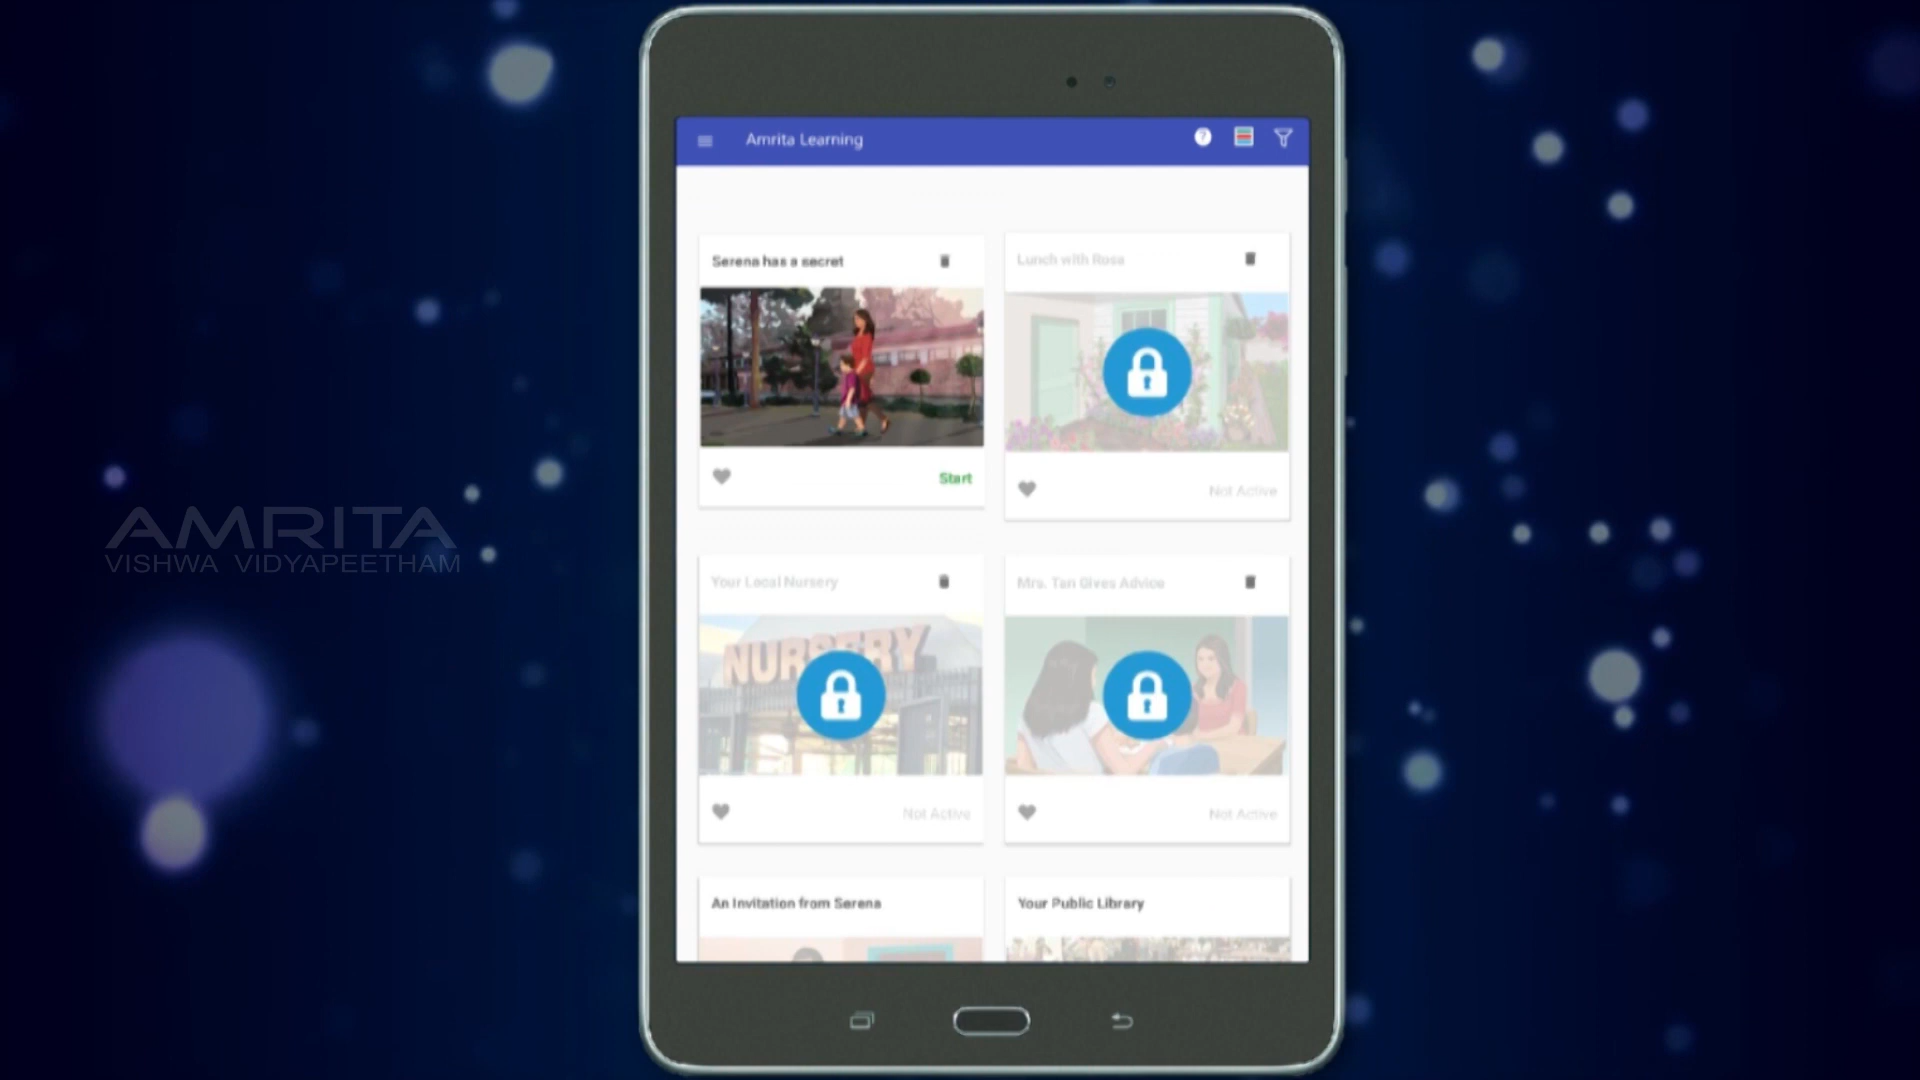 Amrita Learning
Serena has a secret
Lunch with Rosa
Start
Not Active
AMRITA
VISHWA VIDYAPEETHAM
Your Local Nursery
Mrs. Tan Gives Advice
NURSERY
Not Active
Not Active
An Invitation from Serena
Your Public Library